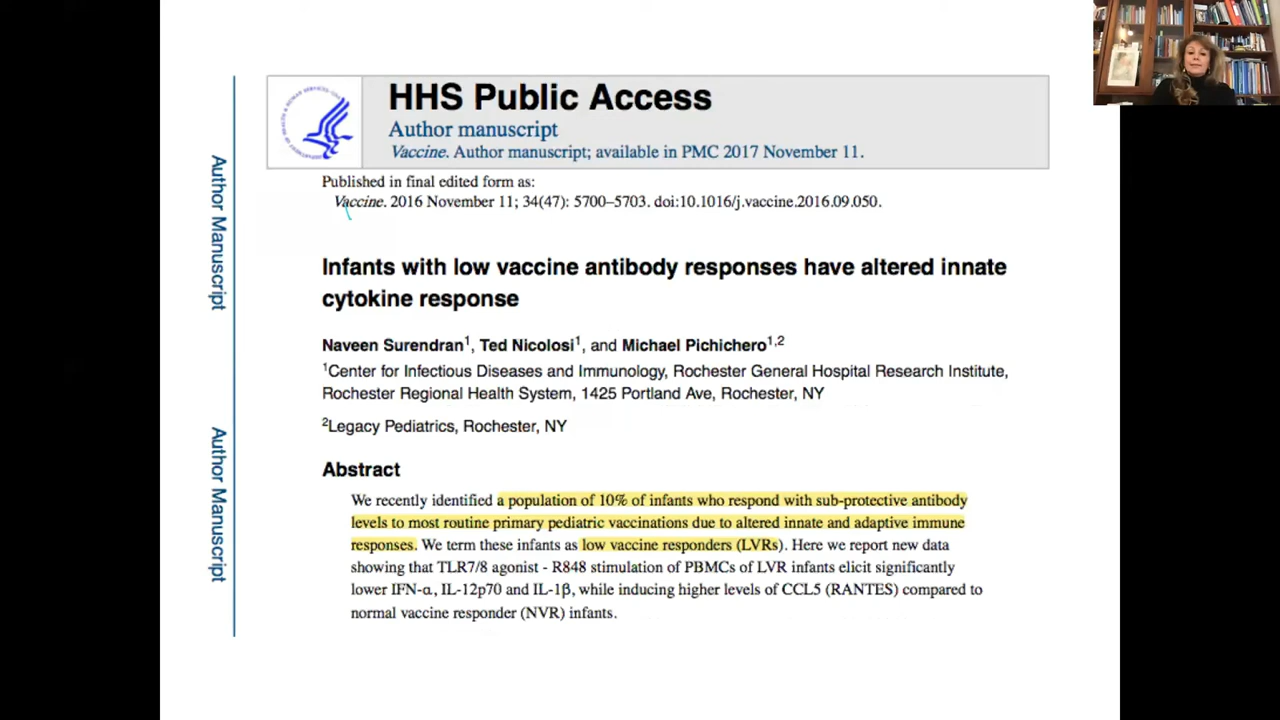 HHS Public Access
Author manuscript
Vaccine. Author manuscript; available in PMC 2017 November 11.
Published in final edited form as:
Vaccine. 2016 November 11; 34(47): 5700–5703. doi:10.1016/j.vaccine.2016.09.050.
Author Manuscript
Infants with low vaccine antibody responses have altered innate
cytokine response
Naveen Surendran1, Ted Nicolosi1, and Michael Pichichero1,2
1Center for Infectious Diseases and Immunology, Rochester General Hospital Research Institute,
Rochester Regional Health System, 1425 Portland Ave, Rochester, NY
2Legacy Pediatrics, Rochester, NY
Author Manuscript
Abstract
We recently identified a population of 10% of infants who respond with sub-protective antibody
levels to most routine primary pediatric vaccinations due to altered innate and adaptive immune
responses. We term these infants as low vaccine responders (LVRs). Here we report new data
showing that TLR7/8 agonist - R848 stimulation of PBMCs of LVR infants elicit significantly
lower IFN-α, IL-12p70 and IL-1β, while inducing higher levels of CCL5 (RANTES) compared to
normal vaccine responder (NVR) infants.